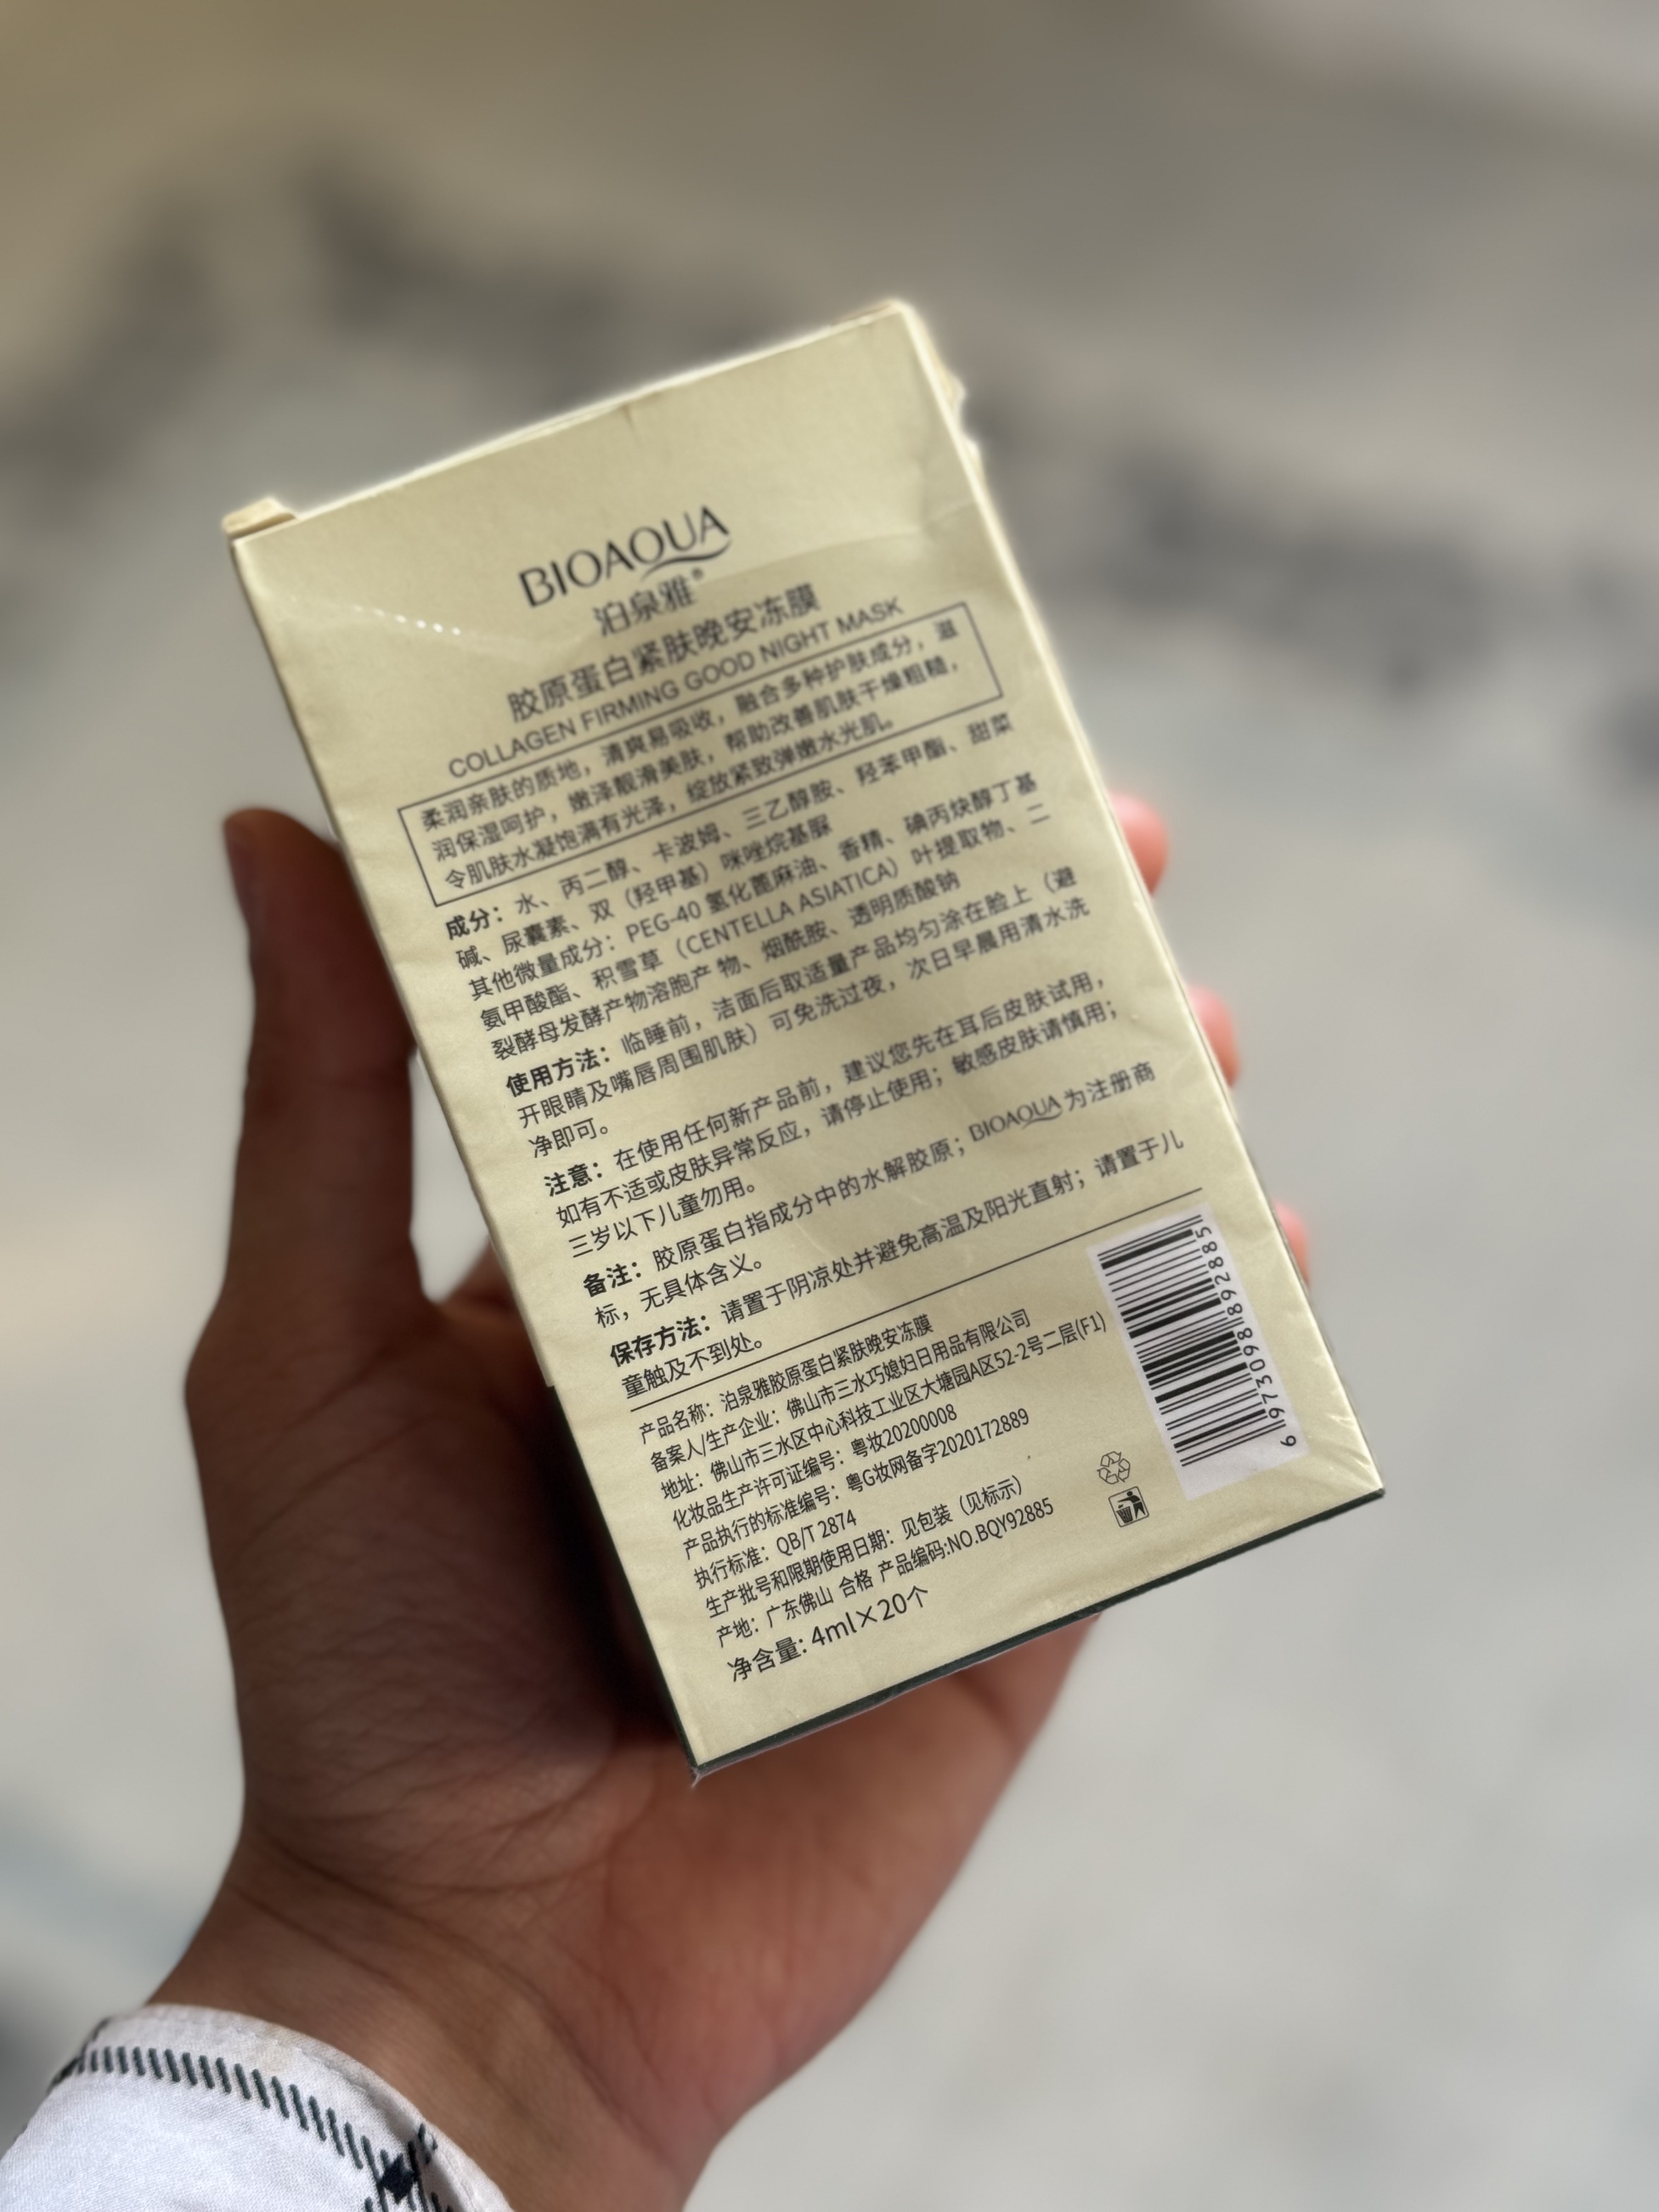 BIOAQUA
泊泉雅®
胶原蛋白紧肤晚安冻膜
COLLAGEN FIRMING GOOD NIGHT MASK
柔润亲肤的质地，清爽易吸收，融合多种护肤成分，滋
润保湿呵护，嫩泽靓滑美肤，帮助改善肌肤干燥粗糙，
令肌肤水凝饱满有光泽，绽放紧致弹嫩水光肌。
成分：水、丙二醇、卡波姆、三乙醇胺、羟苯甲酯、甜菜
碱、尿囊素、双（羟甲基）咪唑烷基脲
其他微量成分：PEG-40 氢化蓖麻油、香精、碘丙炔醇丁基
氨甲酸酯、积雪草（CENTELLA ASIATICA）叶提取物、二
裂酵母发酵产物溶胞产 物、烟酰胺、透明质酸钠
使用方法：临睡前，洁面后取适量产品均匀涂在脸上（避
开眼睛及嘴唇周围肌肤）可免洗过夜，次日早晨用清水洗
净即可。
注意：在使用任何新产品前，建议您先在耳后皮肤试用，
如有不适或皮肤异常反应，请停止使用；敏感皮肤请慎用；
三岁以下儿童勿用。
备注：胶原蛋白指成分中的水解胶原；BIOAQUA为注册商
标，无具体含义。
保存方法：请置于阴凉处并避免高温及阳光直射；请置于儿
童触及不到处。
产品名称：泊泉雅胶原蛋白紧肤晚安冻膜
备案人/生产企业：佛山市三水巧媳妇日用品有限公司
地址：佛山市三水区中心科技工业区大塘园A区52-2号二层(F1)
化妆品生产许可证编号：粤妆20200008
产品执行的标准编号：粤G妆网备字2020172889
执行标准：QB/T 2874
生产批号和限期使用日期：见包装（见标示）
产地：广东佛山 合格 产品编码:NO.BQY92885
净含量: 4ml×20个
6973098892885